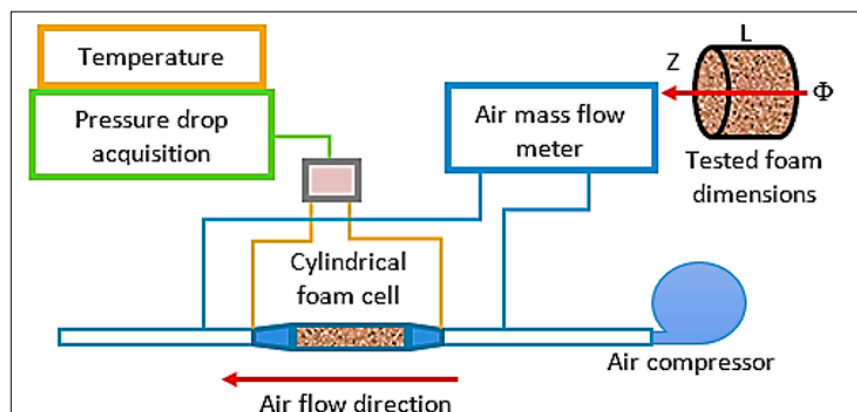 Temperature
Pressure drop
acquisition
Air mass flow
meter
L
Z
Φ
Tested foam
dimensions
Cylindrical
foam cell
Air compressor
Air flow direction